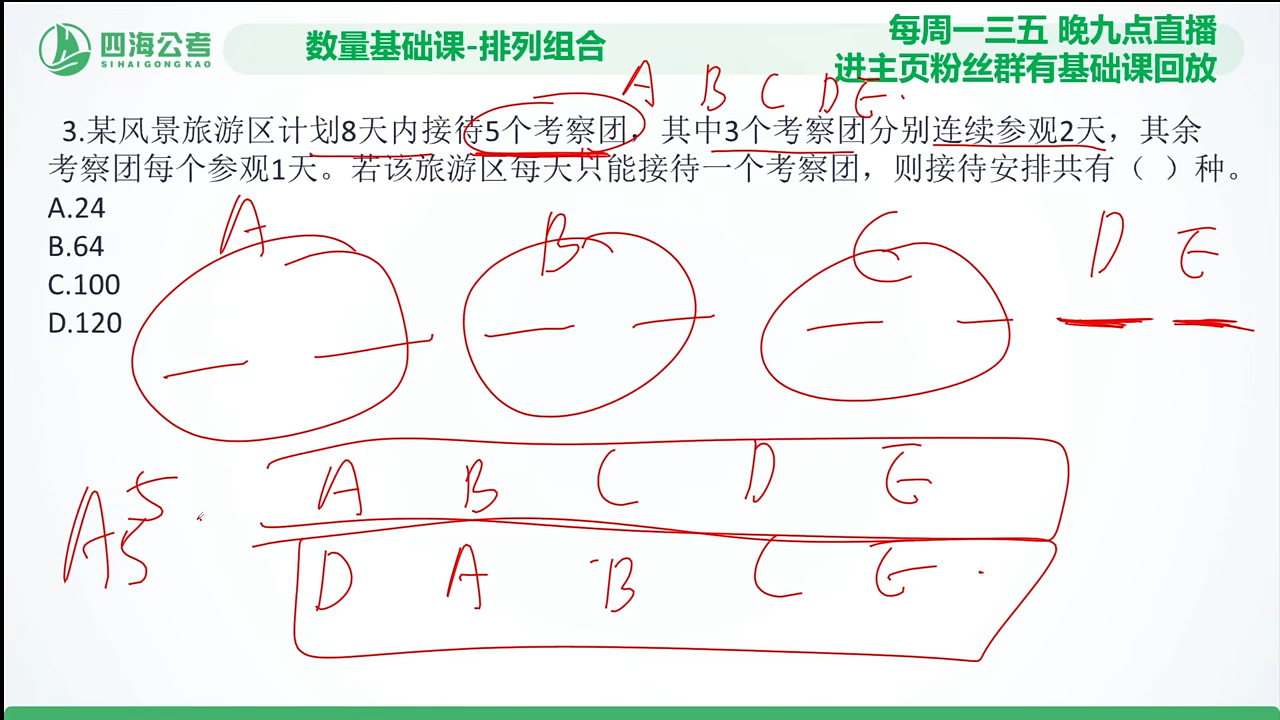 四海公考
SIHAIGONGKAO
数量基础课-排列组合
每周一三五 晚九点直播
进主页粉丝群有基础课回放
A B C D E
3.某风景旅游区计划8天内接待5个考察团，其中3个考察团分别连续参观2天，其余
考察团每个参观1天。若该旅游区每天只能接待一个考察团，则接待安排共有（ ）种。
A.24
B.64
C.100
D.120
A B C D E
A B C D E
A 5 5
D A B C E